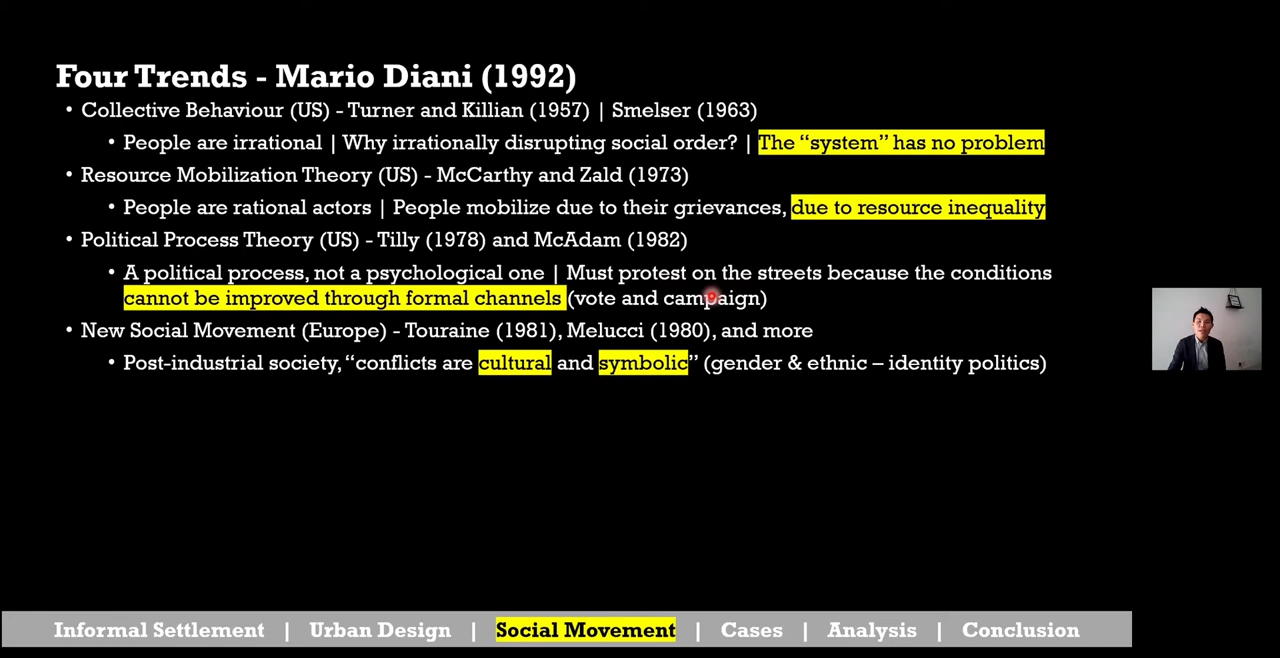 Four Trends - Mario Diani (1992)
• Collective Behaviour (US) - Turner and Killian (1957) | Smelser (1963)
• People are irrational | Why irrationally disrupting social order? | The “system” has no problem
• Resource Mobilization Theory (US) - McCarthy and Zald (1973)
• People are rational actors | People mobilize due to their grievances, due to resource inequality
• Political Process Theory (US) - Tilly (1978) and McAdam (1982)
• A political process, not a psychological one | Must protest on the streets because the conditions
cannot be improved through formal channels (vote and campaign)
• New Social Movement (Europe) - Touraine (1981), Melucci (1980), and more
• Post-industrial society, “conflicts are cultural and symbolic” (gender & ethnic – identity politics)
Informal Settlement | Urban Design | Social Movement | Cases | Analysis | Conclusion